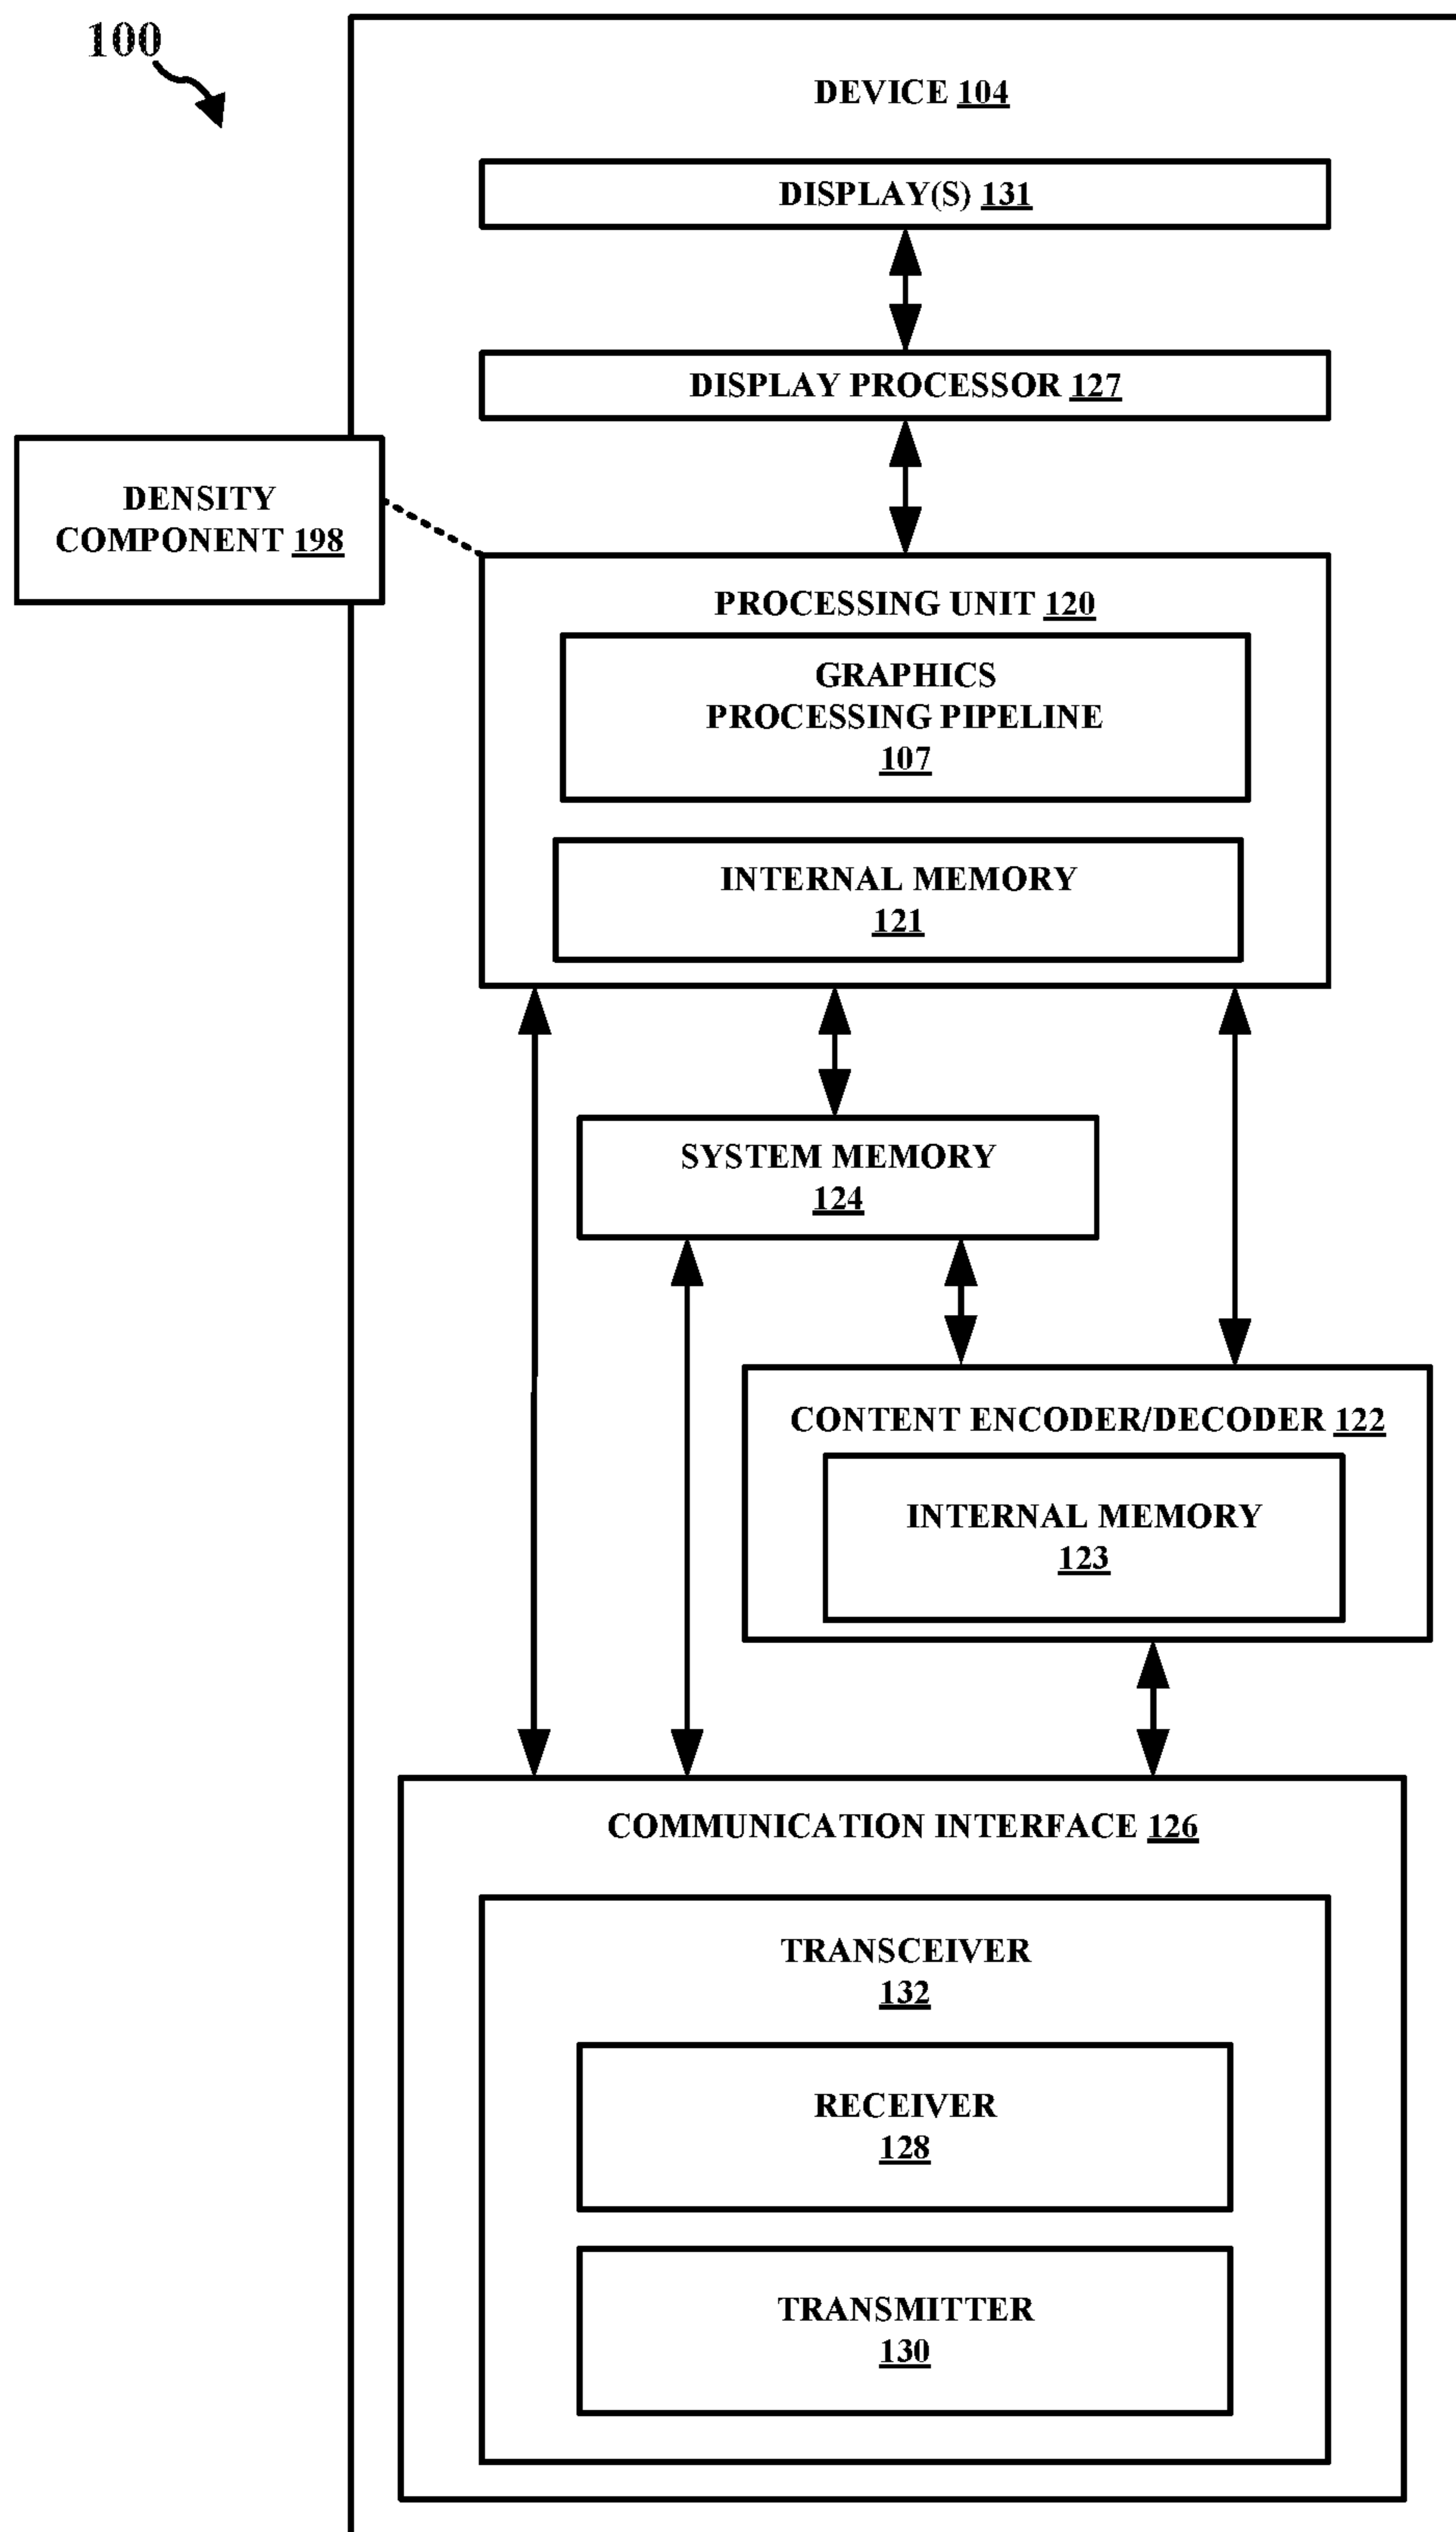 100
DEVICE 104
DISPLAY(S) 131
DISPLAY PROCESSOR 127
DENSITY
COMPONENT 198
PROCESSING UNIT 120
GRAPHICS
PROCESSING PIPELINE
107
INTERNAL MEMORY
121
SYSTEM MEMORY
124
CONTENT ENCODER/DECODER 122
INTERNAL MEMORY
123
COMMUNICATION INTERFACE 126
TRANSCEIVER
132
RECEIVER
128
TRANSMITTER
130